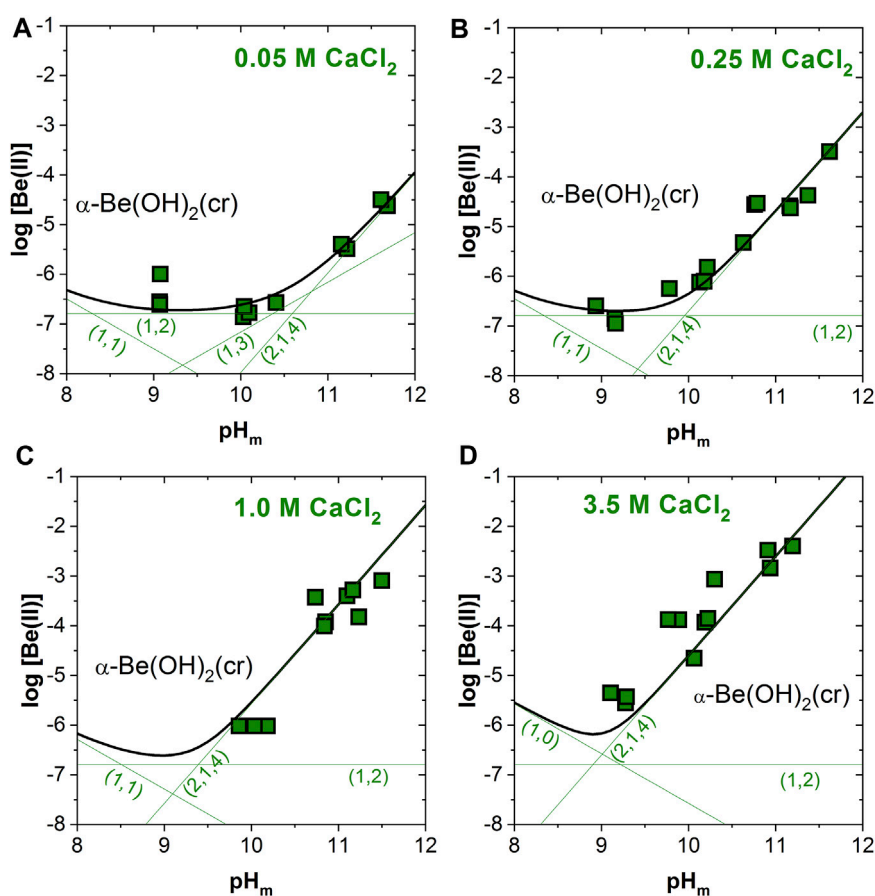 A
0.05 M CaCl₂
α-Be(OH)₂(cr)
(1,1)
(1,2)
(1,3)
(2,1,4)
log [Be(II)]
-1
-2
-3
-4
-5
-6
-7
-8
8 9 10 11 12
pHₘ
B
0.25 M CaCl₂
α-Be(OH)₂(cr)
(1,1)
(2,1,4)
(1,2)
log [Be(II)]
-1
-2
-3
-4
-5
-6
-7
-8
8 9 10 11 12
pHₘ
C
1.0 M CaCl₂
α-Be(OH)₂(cr)
(1,1)
(2,1,4)
(1,2)
log [Be(II)]
-1
-2
-3
-4
-5
-6
-7
-8
8 9 10 11 12
pHₘ
D
3.5 M CaCl₂
α-Be(OH)₂(cr)
(1,0)
(2,1,4)
(1,2)
log [Be(II)]
-1
-2
-3
-4
-5
-6
-7
-8
8 9 10 11 12
pHₘ